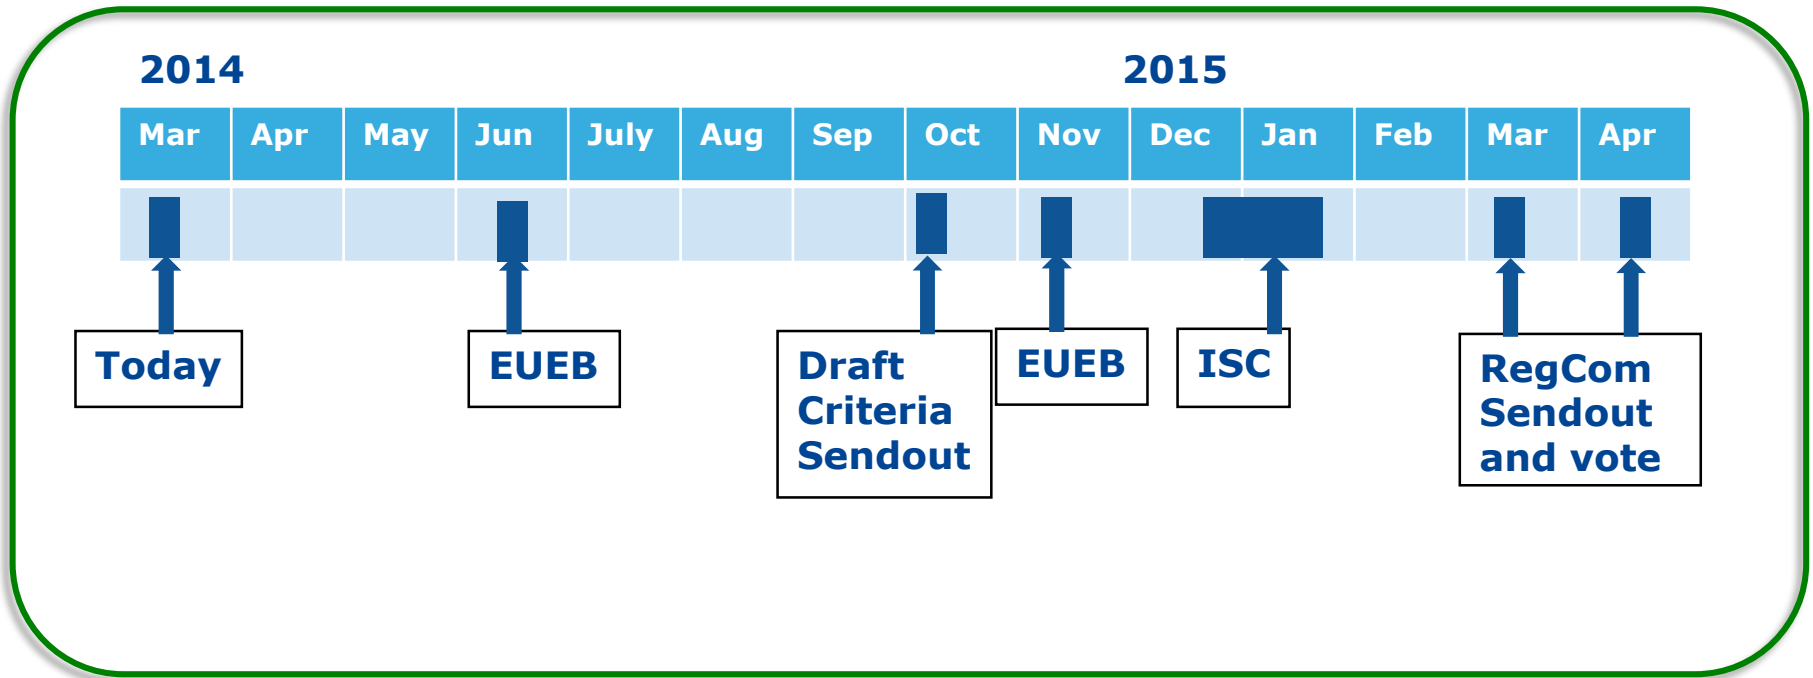 2014 2015
Mar Apr May Jun July Aug Sep Oct Nov Dec Jan Feb Mar Apr
Today
EUEB
Draft
Criteria
Sendout
EUEB
ISC
RegCom
Sendout
and vote